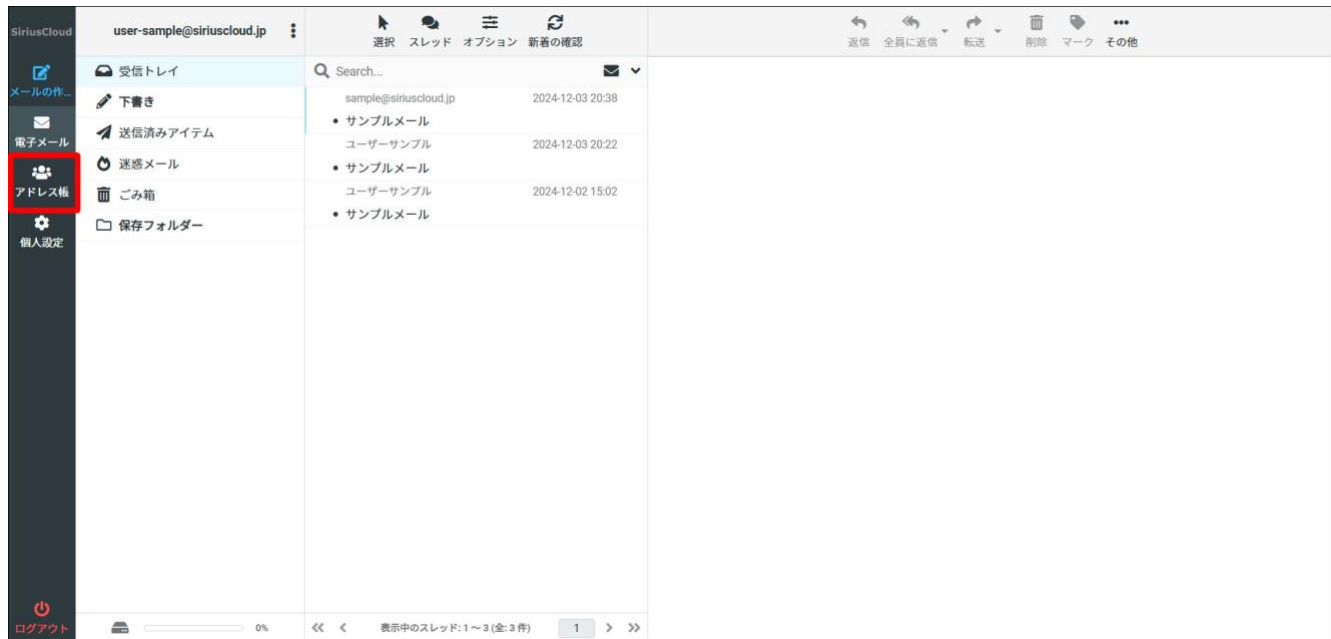 SiriusCloud
メールの作...
電子メール
アドレス帳
個人設定
ログアウト
user-sample@siriuscloud.jp
受信トレイ
下書き
送信済みアイテム
迷惑メール
ごみ箱
保存フォルダー
0%
選択 スレッド オプション 新着の確認
Search...
sample@siriuscloud.jp 2024-12-03 20:38
• サンプルメール
ユーザーサンプル 2024-12-03 20:22
• サンプルメール
ユーザーサンプル 2024-12-02 15:02
• サンプルメール
表示中のスレッド: 1 ～ 3 (全: 3 件) 1
返信 全員に返信 転送 削除 マーク その他